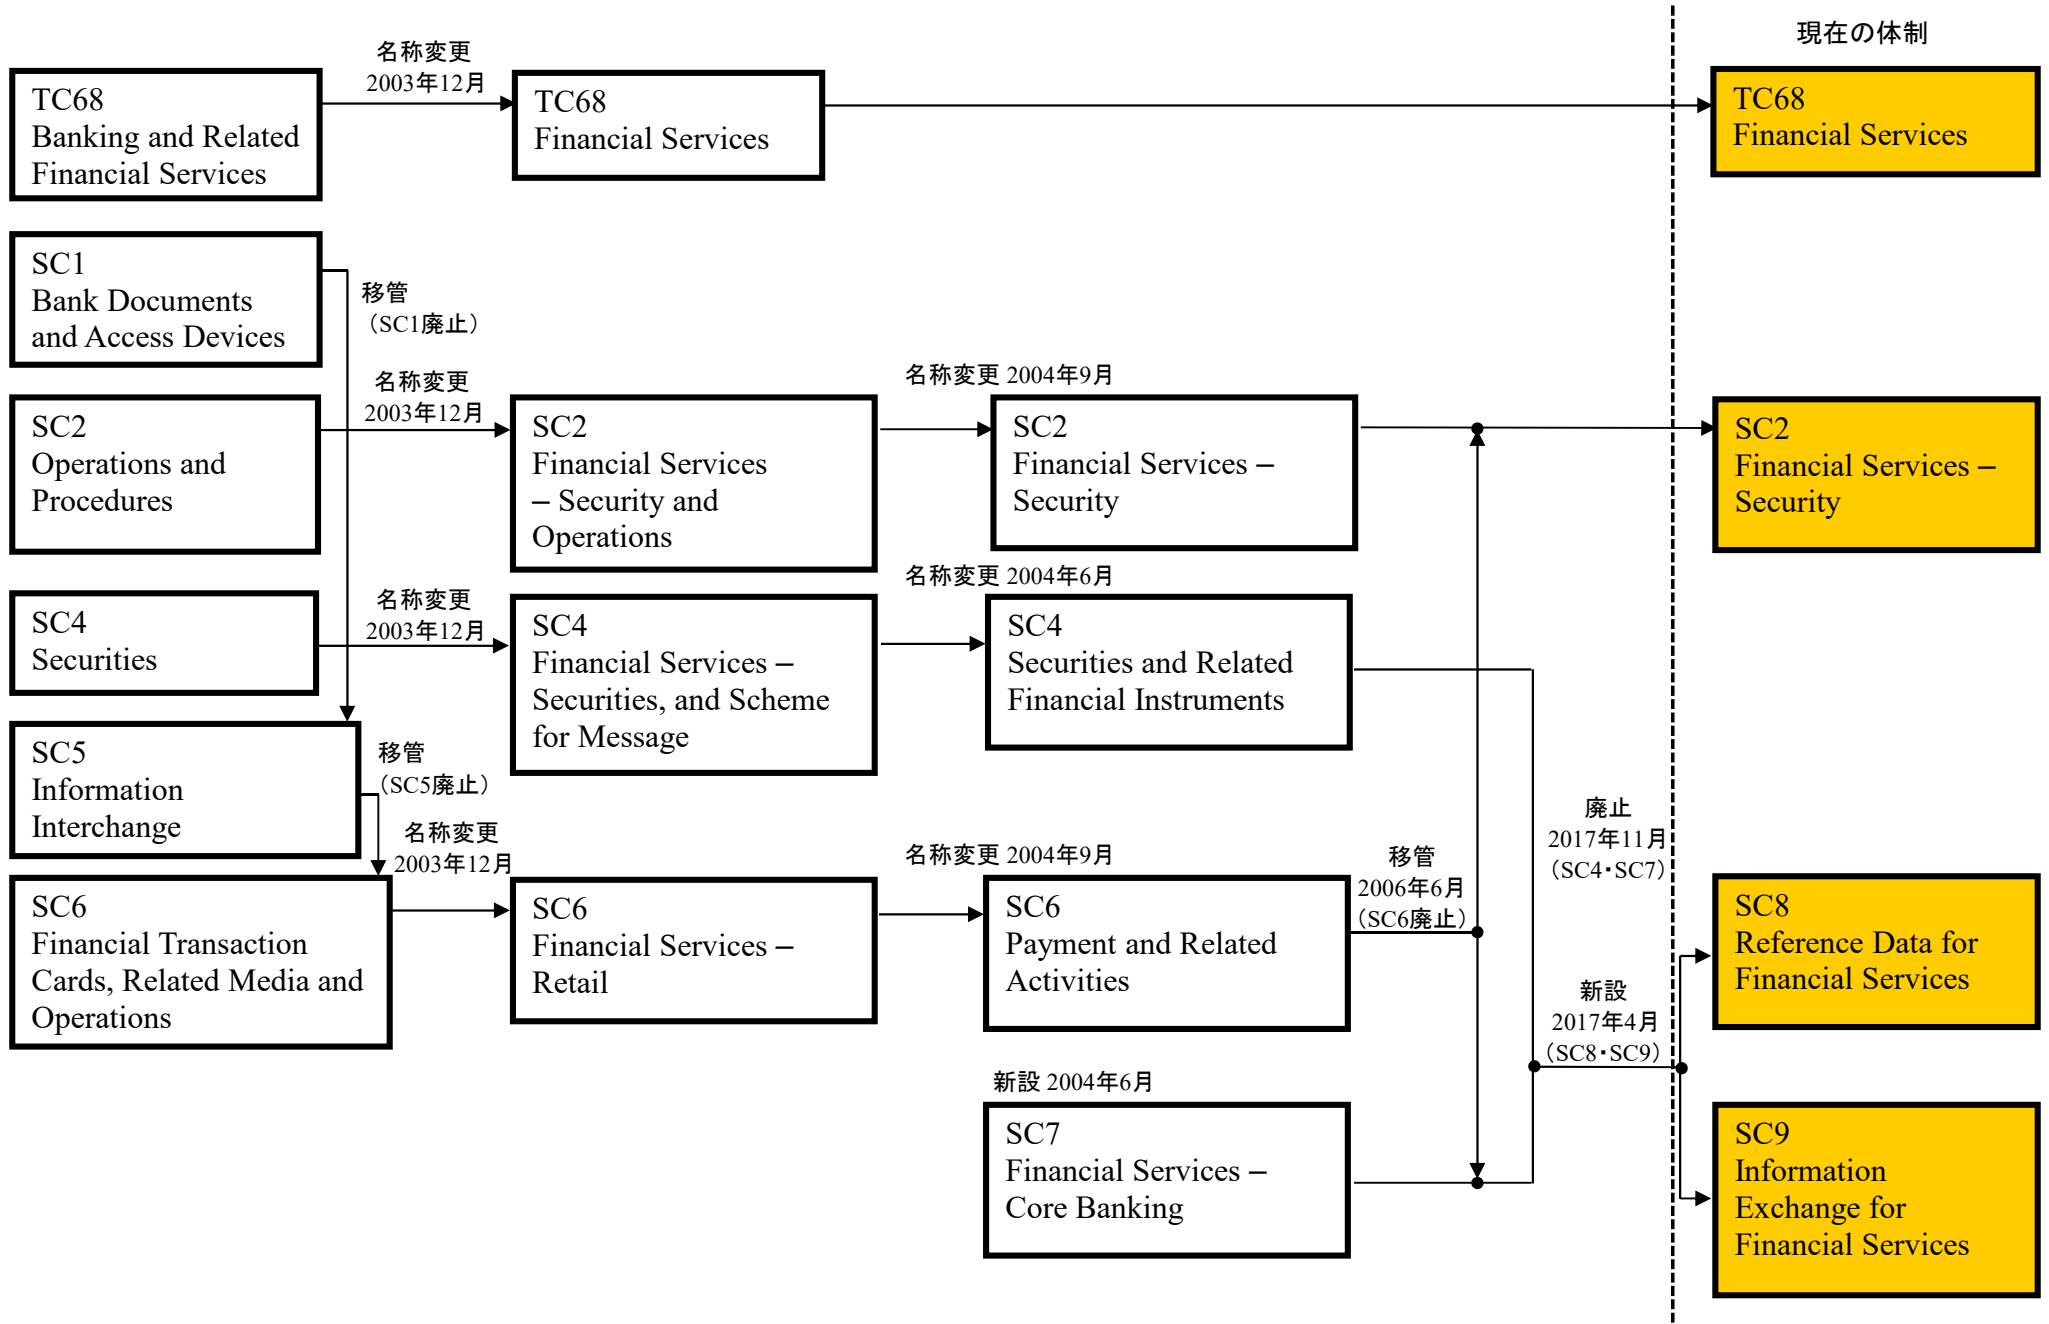 現在の体制
名称変更
2003年12月
TC68
Banking and Related
Financial Services
TC68
Financial Services
TC68
Financial Services
SC1
Bank Documents
and Access Devices
移管
（SC1廃止）
名称変更
2003年12月
名称変更 2004年9月
SC2
Operations and
Procedures
SC2
Financial Services
– Security and
Operations
SC2
Financial Services –
Security
SC2
Financial Services –
Security
名称変更
2003年12月
名称変更 2004年6月
SC4
Securities
SC4
Financial Services –
Securities, and Scheme
for Message
SC4
Securities and Related
Financial Instruments
SC5
Information
Interchange
移管
（SC5廃止）
名称変更
2003年12月
名称変更 2004年9月
移管
2006年6月
（SC6廃止）
廃止
2017年11月
（SC4・SC7）
SC6
Financial Transaction
Cards, Related Media and
Operations
SC6
Financial Services –
Retail
SC6
Payment and Related
Activities
SC8
Reference Data for
Financial Services
新設
2017年4月
（SC8・SC9）
新設 2004年6月
SC7
Financial Services –
Core Banking
SC9
Information
Exchange for
Financial Services